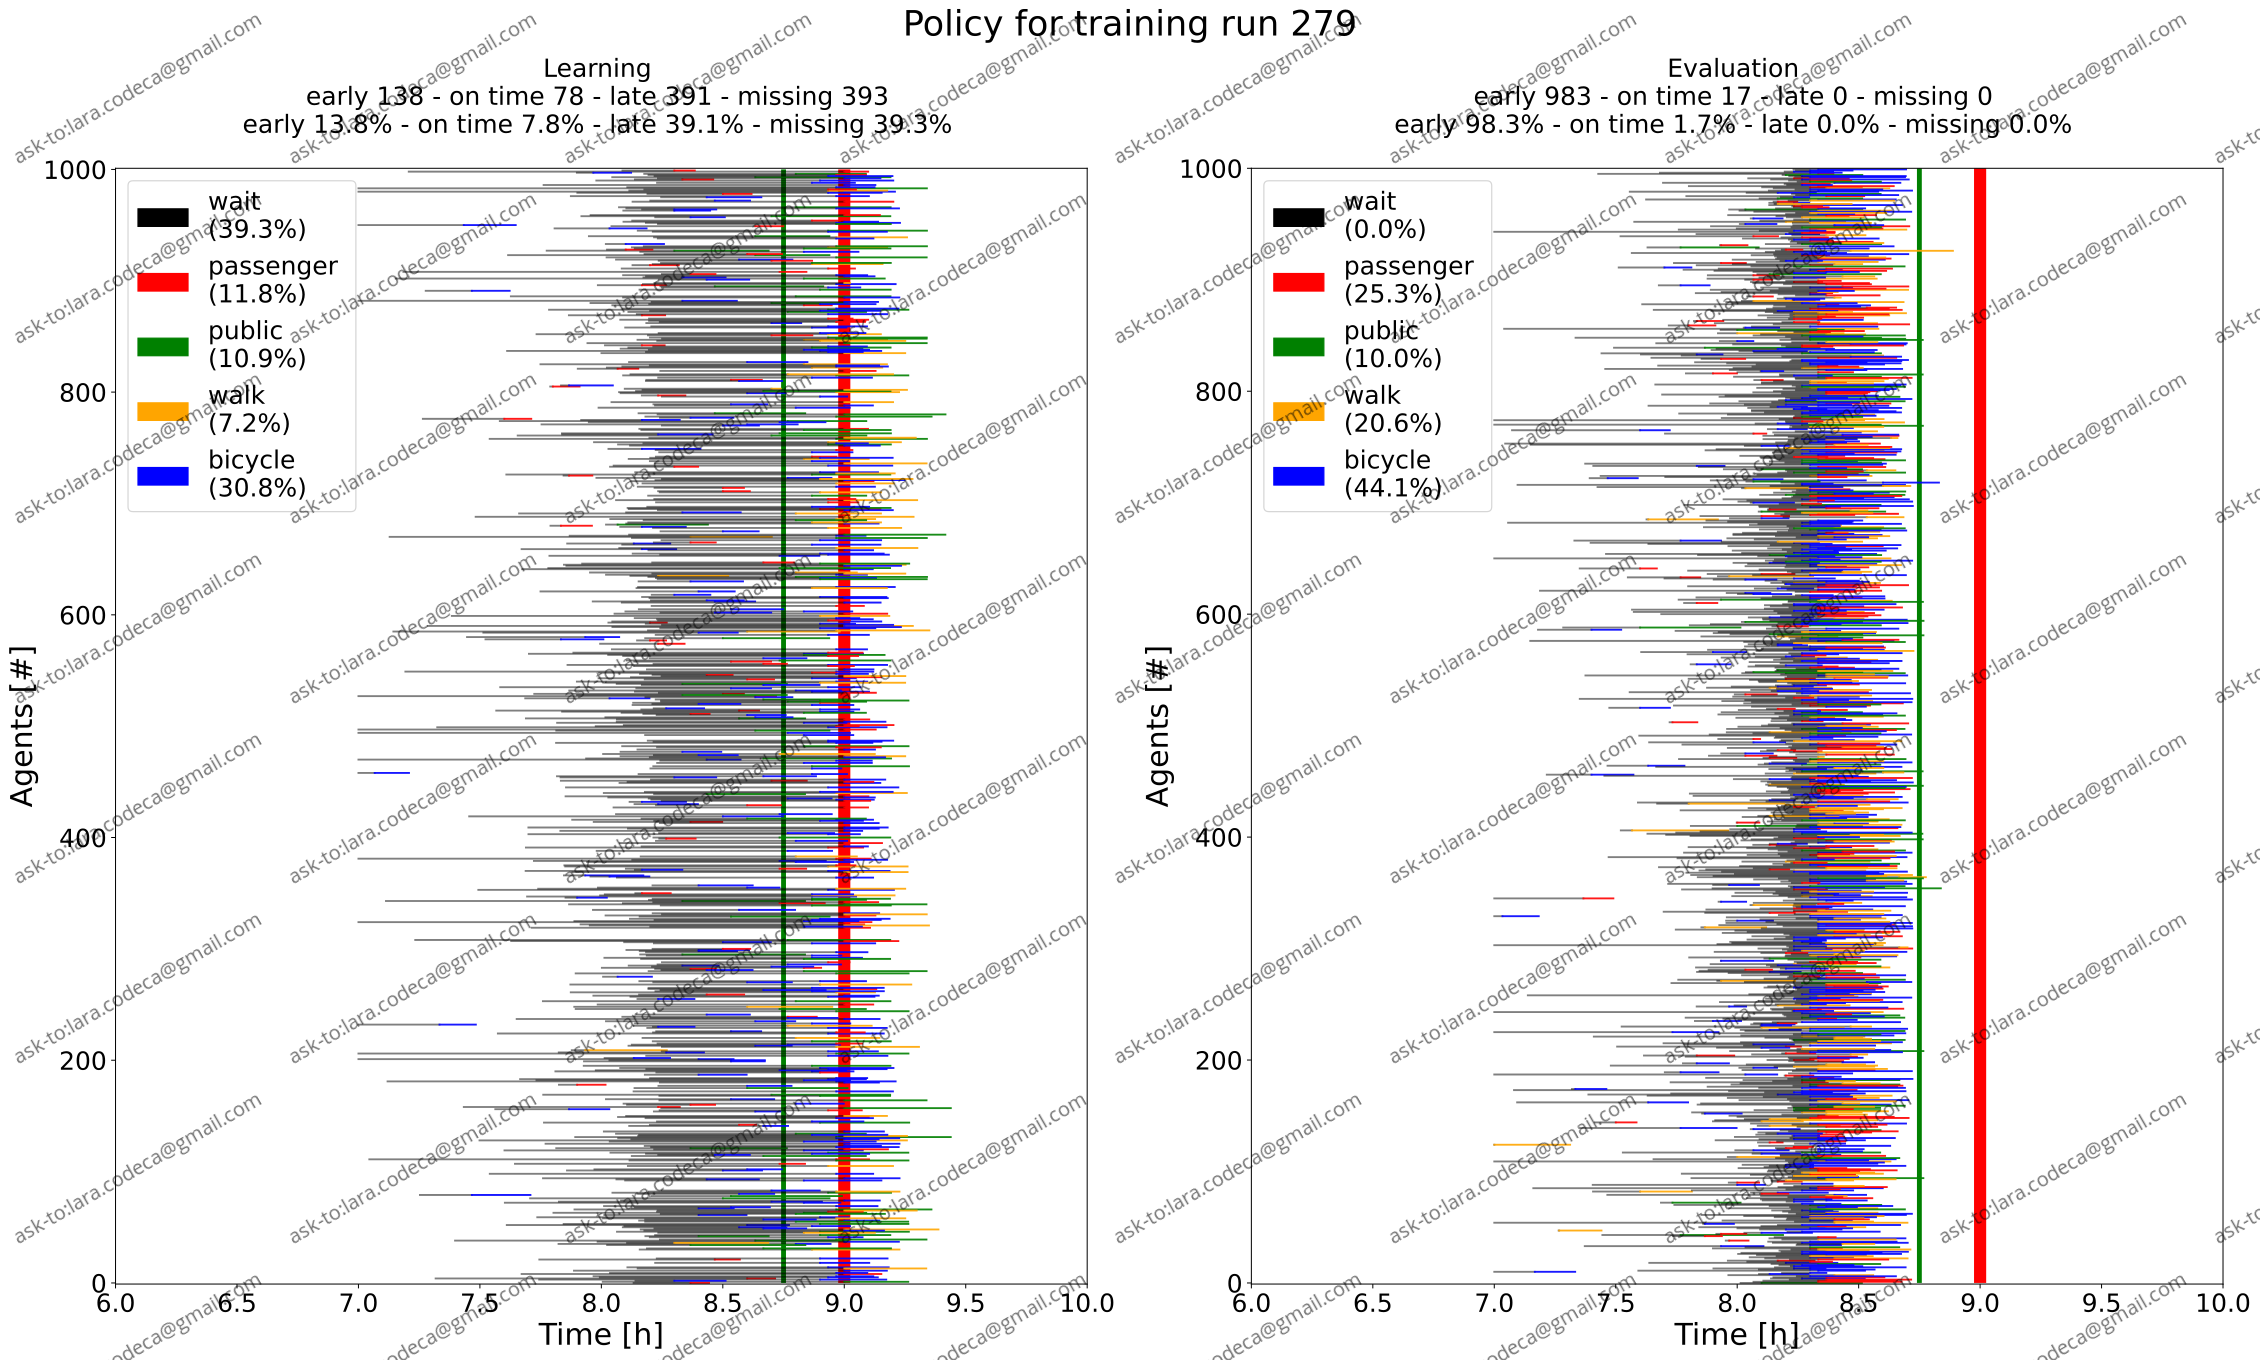 Policy for training run 279
Learning
early 138 - on time 78 - late 391 - missing 393
early 13.8% - on time 7.8% - late 39.1% - missing 39.3%
1000
800
600
400
200
0
Agents [#]
wait
(39.3%)
passenger
(11.8%)
public
(10.9%)
walk
(7.2%)
bicycle
(30.8%)
6.0 6.5 7.0 7.5 8.0 8.5 9.0 9.5 10.0
Time [h]
Evaluation
early 983 - on time 17 - late 0 - missing 0
early 98.3% - on time 1.7% - late 0.0% - missing 0.0%
1000
800
600
400
200
0
Agents [#]
wait
(0.0%)
passenger
(25.3%)
public
(10.0%)
walk
(20.6%)
bicycle
(44.1%)
6.0 6.5 7.0 7.5 8.0 8.5 9.0 9.5 10.0
Time [h]
ask-to:lara.codeca@gmail.com